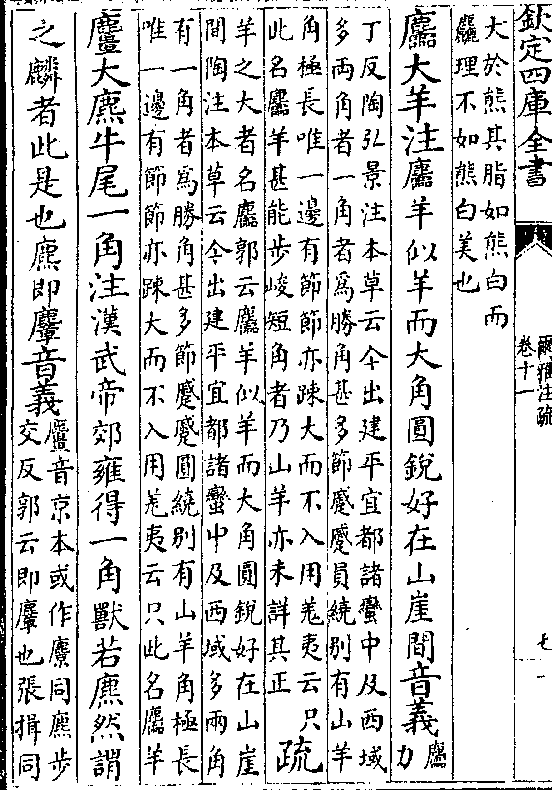 欽定四庫全書
爾雅注疏
卷十一
七
大於熊其脂如熊白而
麤理不如熊白美也
麢大羊注麢羊似羊而大角圓銳好在山崖間音義麢力
丁反陶弘景注本草云今出建平宜都諸蠻中及西域
多兩角者一角者爲勝角甚多節蹙蹙員繞别有山羊
角極長唯一邊有節節亦踈大而不入用羗夷云只
此名麢羊甚能步峻短角者乃山羊亦未詳其正疏
羊之大者名麢郭云麢羊似羊而大角圓銳好在山崖
間陶注本草云今出建平宜都諸蠻中及西域多兩角
有一角者爲勝角甚多節蹙蹙圓繞别有山羊角極長
唯一邊有節節亦踈大而不入用羗夷云只此名麢羊
麠大麃牛尾一角注漢武帝郊雍得一角獸若麃然謂
之麟者此是也麃即麞音義麠音京本或作麖同麃步
交反郭云即麞也張揖同